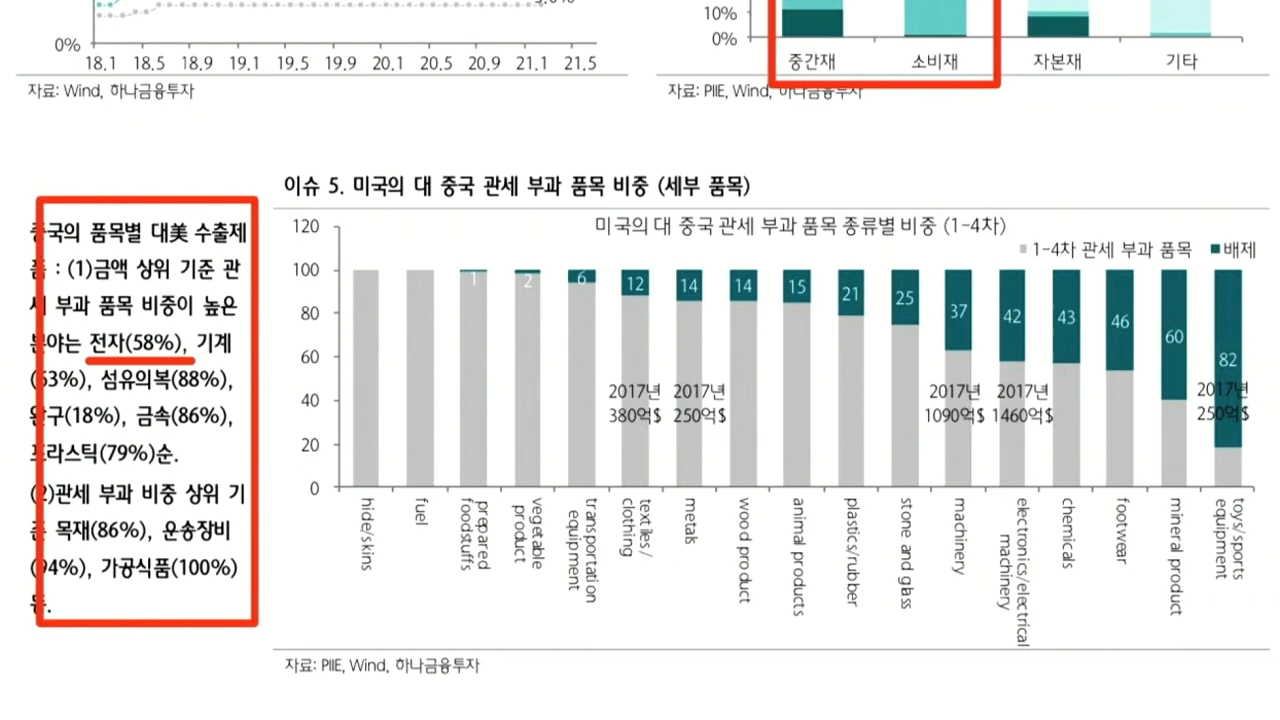 0%
18.1 18.5 18.9 19.1 19.5 19.9 20.1 20.5 20.9 21.1 21.5
자료: Wind, 하나금융투자
10%
0%
중간재 소비재 자본재 기타
자료: PIIE, Wind, 하나금융투자
중국의 품목별 대美 수출제
품 : (1)금액 상위 기준 관
세 부과 품목 비중이 높은
분야는 전자(58%), 기계
(63%), 섬유의복(88%),
완구(18%), 금속(86%),
프라스틱(79%)순.
(2)관세 부과 비중 상위 기
준 목재(86%), 운송장비
(94%), 가공식품(100%)
등.
이슈 5. 미국의 대 중국 관세 부과 품목 비중 (세부 품목)
미국의 대 중국 관세 부과 품목 종류별 비중 (1-4차)
1-4차 관세 부과 품목 배제
120
100
80
60
40
20
0
1 2 6 12 14 14 15 21 25 37 42 43 46 60 82
2017년 380억$
2017년 250억$
2017년 1090억$
2017년 1460억$
2017년 250억$
hide/skins
fuel
prepared foodstuffs
vegetable product
transportation equipment
textiles/ clothing
metals
wood product
animal products
plastics/rubber
stone and glass
machinery
electronics/electrical machinery
chemicals
footwear
mineral product
toys/sports equipment
자료: PIIE, Wind, 하나금융투자